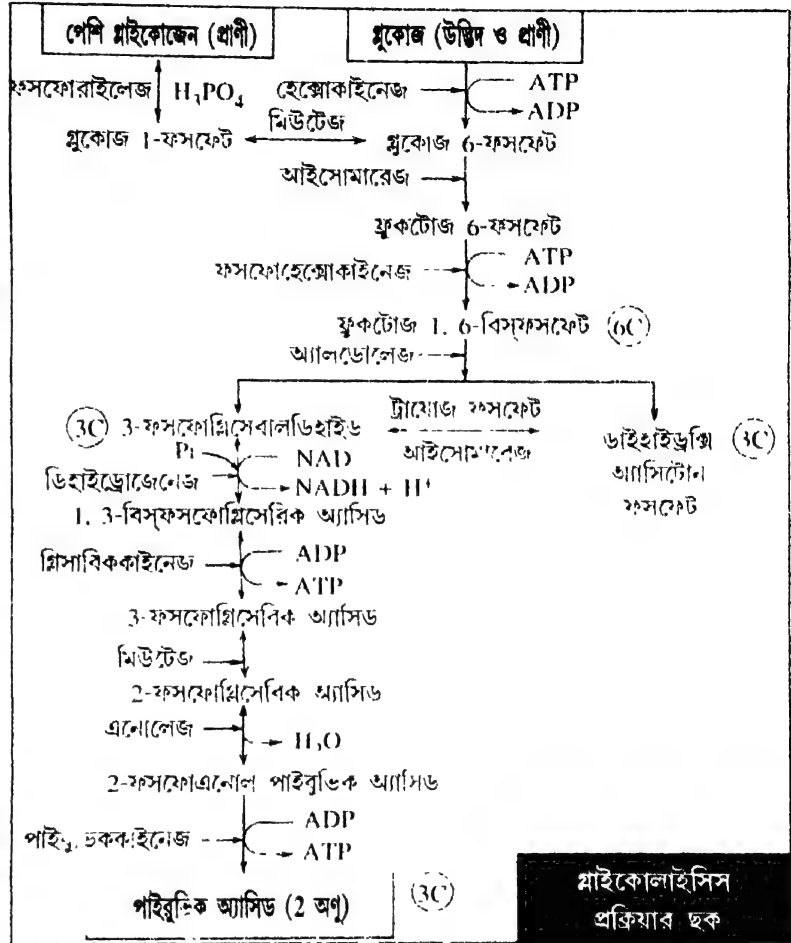 পেশি গ্লাইকোজেন (প্রাণী) গ্লুকোজ (উদ্ভিদ ও প্রাণী)
ফসফোরাইলেজ H₃PO₄ হেক্সোকাইনেজ ATP
ADP
মিউটেজ
গ্লুকোজ 1-ফসফেট গ্লুকোজ 6-ফসফেট
আইসোমারেজ
ফ্রুকটোজ 6-ফসফেট
ফসফোহেক্সোকাইনেজ ATP
ADP
ফ্রুকটোজ 1, 6-বিস্ফসফেট 6C
অ্যালডোলেজ
3C 3-ফসফোগ্লিসেবালডিহাইড ট্রায়োজ ফসফেট আইসোমারেজ ডাইহাইড্রক্সি 3C
অ্যাসিটোন
ফসফেট
Pi NAD
ডিহাইড্রোজেনেজ NADH + H⁺
1, 3-বিস্ফসফোগ্লিসেরিক অ্যাসিড
গ্লিসাবিককাইনেজ ADP
ATP
3-ফসফোগ্লিসেবিক অ্যাসিড
মিউটেজ
2-ফসফোগ্লিসেবিক অ্যাসিড
এনোলেজ H₂O
2-ফসফোএনোল পাইবুভিক অ্যাসিড
ADP
ATP
পাইরুভিক অ্যাসিড (2 অণু) 3C
গ্লাইকোলাইসিস
প্রক্রিয়ার ছক